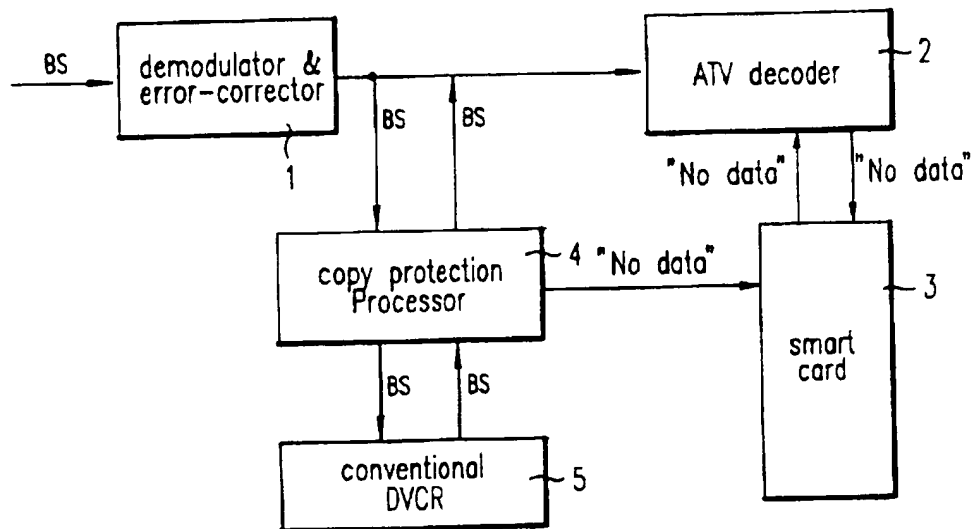 BS
demodulator &
error-corrector
1
ATV decoder
2
BS
BS
"No data"
"No data"
copy protection
Processor
4
"No data"
smart
card
3
BS
BS
conventional
DVCR
5